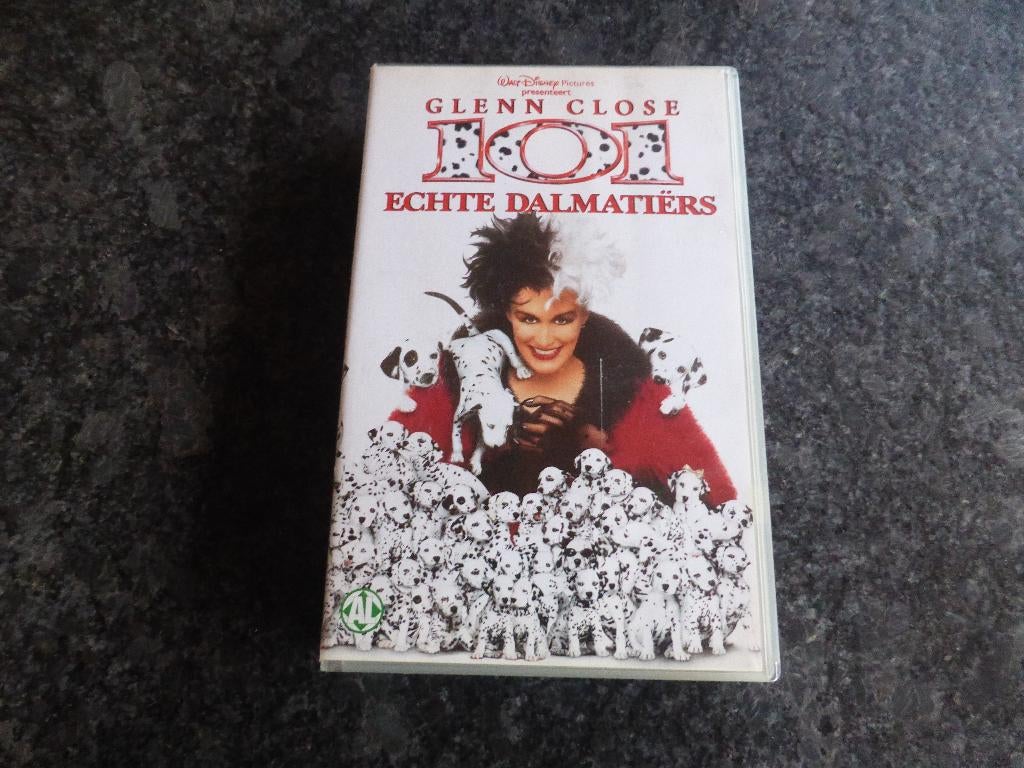 Walt Disney Pictures
presenteert
GLENN CLOSE
101
ECHTE DALMATIËRS
AL